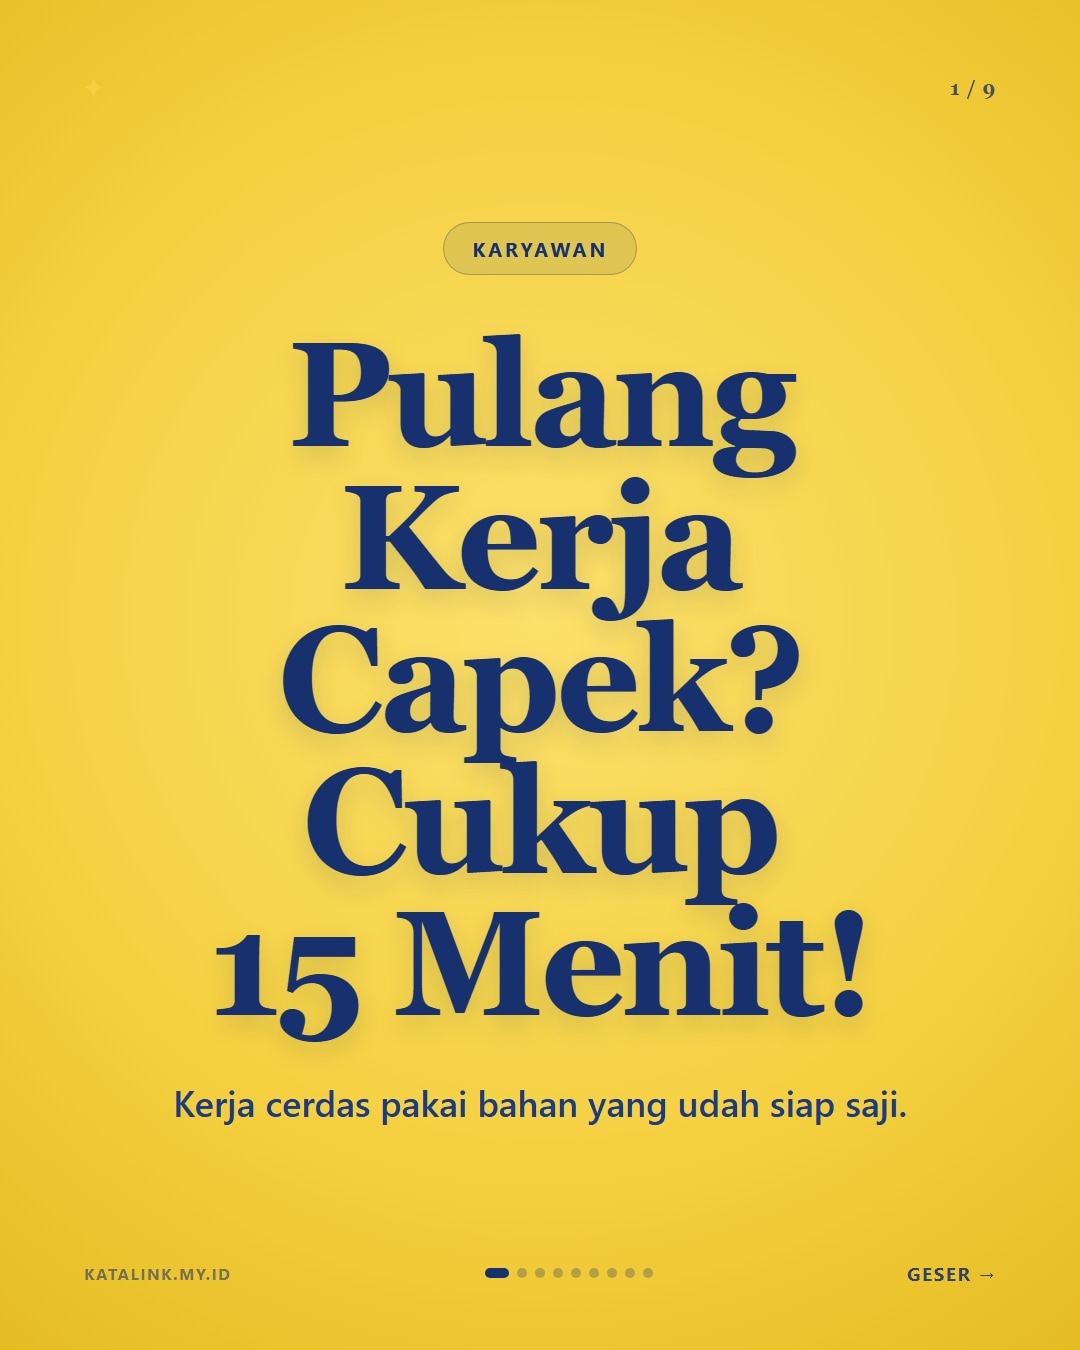 1 / 9
KARYAWAN
Pulang
Kerja
Capek?
Cukup
15 Menit!
Kerja cerdas pakai bahan yang udah siap saji.
KATALINK.MY.ID
GESER →